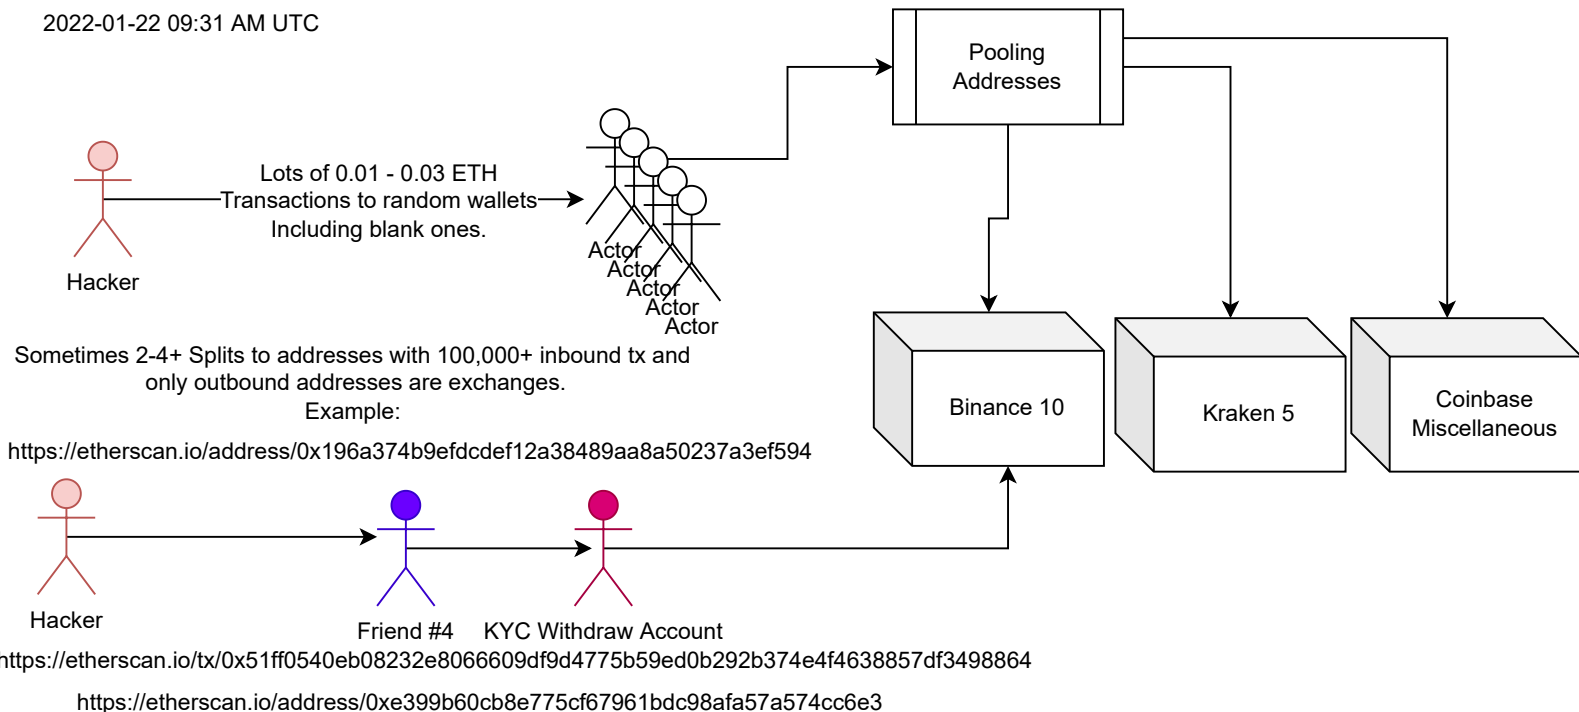 2022-01-22 09:31 AM UTC
Pooling
Addresses
Lots of 0.01 - 0.03 ETH
Transactions to random wallets
Including blank ones.
Hacker
Actor
Actor
Actor
Actor
Actor
Sometimes 2-4+ Splits to addresses with 100,000+ inbound tx and
only outbound addresses are exchanges.
Example:
https://etherscan.io/address/0x196a374b9efdcdef12a38489aa8a50237a3ef594
Binance 10
Kraken 5
Coinbase
Miscellaneous
Hacker
Friend #4
KYC Withdraw Account
https://etherscan.io/tx/0x51ff0540eb08232e8066609df9d4775b59ed0b292b374e4f4638857df3498864
https://etherscan.io/address/0xe399b60cb8e775cf67961bdc98afa57a574cc6e3